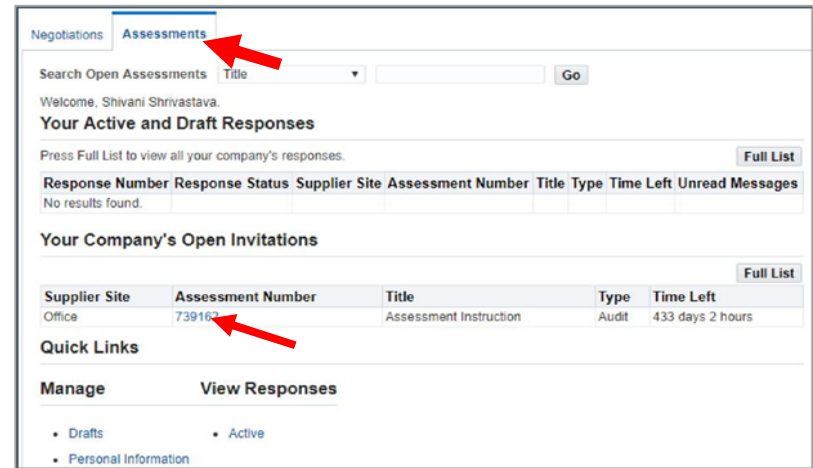 Negotiations Assessments
Search Open Assessments Title Go
Welcome, Shivani Shrivastava.
Your Active and Draft Responses
Press Full List to view all your company's responses. Full List
Response Number Response Status Supplier Site Assessment Number Title Type Time Left Unread Messages
No results found.
Your Company's Open Invitations
Full List
Supplier Site Assessment Number Title Type Time Left
Office Assessment Instruction Audit 433 days 2 hours
Quick Links
Manage View Responses
• Drafts • Active
• Personal Information